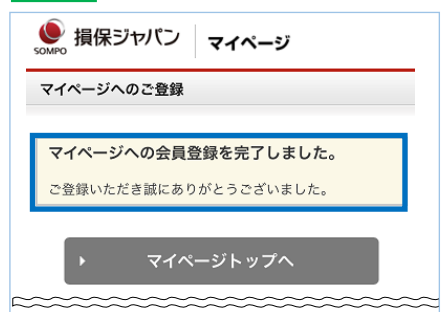 SOMPO 損保ジャパン マイページ
マイページへのご登録
マイページへの会員登録を完了しました。
ご登録いただき誠にありがとうございました。
マイページトップへ